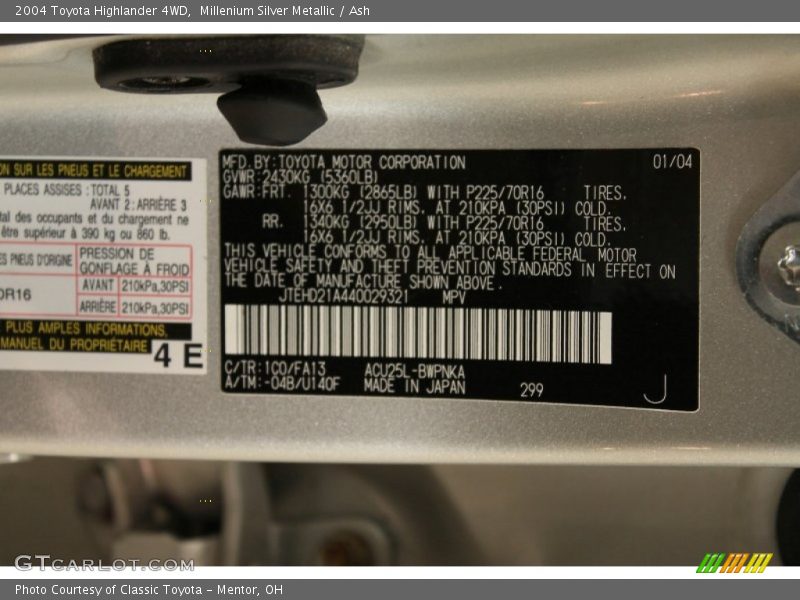 2004 Toyota Highlander 4WD,  Millenium Silver Metallic / Ash
ON SUR LES PNEUS ET LE CHARGEMENT
PLACES ASSISES : TOTAL 5
AVANT 2 : ARRIÈRE 3
tal des occupants et du chargement ne
être supérieur à 390 kg ou 860 lb.
ES PNEUS D'ORIGINE
PRESSION DE
GONFLAGE À FROID
0R16
AVANT 210kPa,30PSI
ARRIÈRE 210kPa,30PSI
PLUS AMPLES INFORMATIONS,
MANUEL DU PROPRIÉTAIRE
4 E
MFD. BY: TOYOTA MOTOR CORPORATION 01/04
GVWR: 2430KG (5360LB)
GAWR: FRT. 1300KG (2865LB) WITH P225/70R16 TIRES.
16X6 1/2JJ RIMS, AT 210KPA (30PSI) COLD.
RR. 1340KG (2950LB) WITH P225/70R16 TIRES.
16X6 1/2JJ RIMS, AT 210KPA (30PSI) COLD.
THIS VEHICLE CONFORMS TO ALL APPLICABLE FEDERAL MOTOR
VEHICLE SAFETY AND THEFT PREVENTION STANDARDS IN EFFECT ON
THE DATE OF MANUFACTURE SHOWN ABOVE.
JTEHD21A440029321 MPV
C/TR: 1C0/FA13 ACU25L-BWPNKA
A/TM: -04B/U140F MADE IN JAPAN 299 J
GTCARLOT.COM
Photo Courtesy of Classic Toyota - Mentor, OH